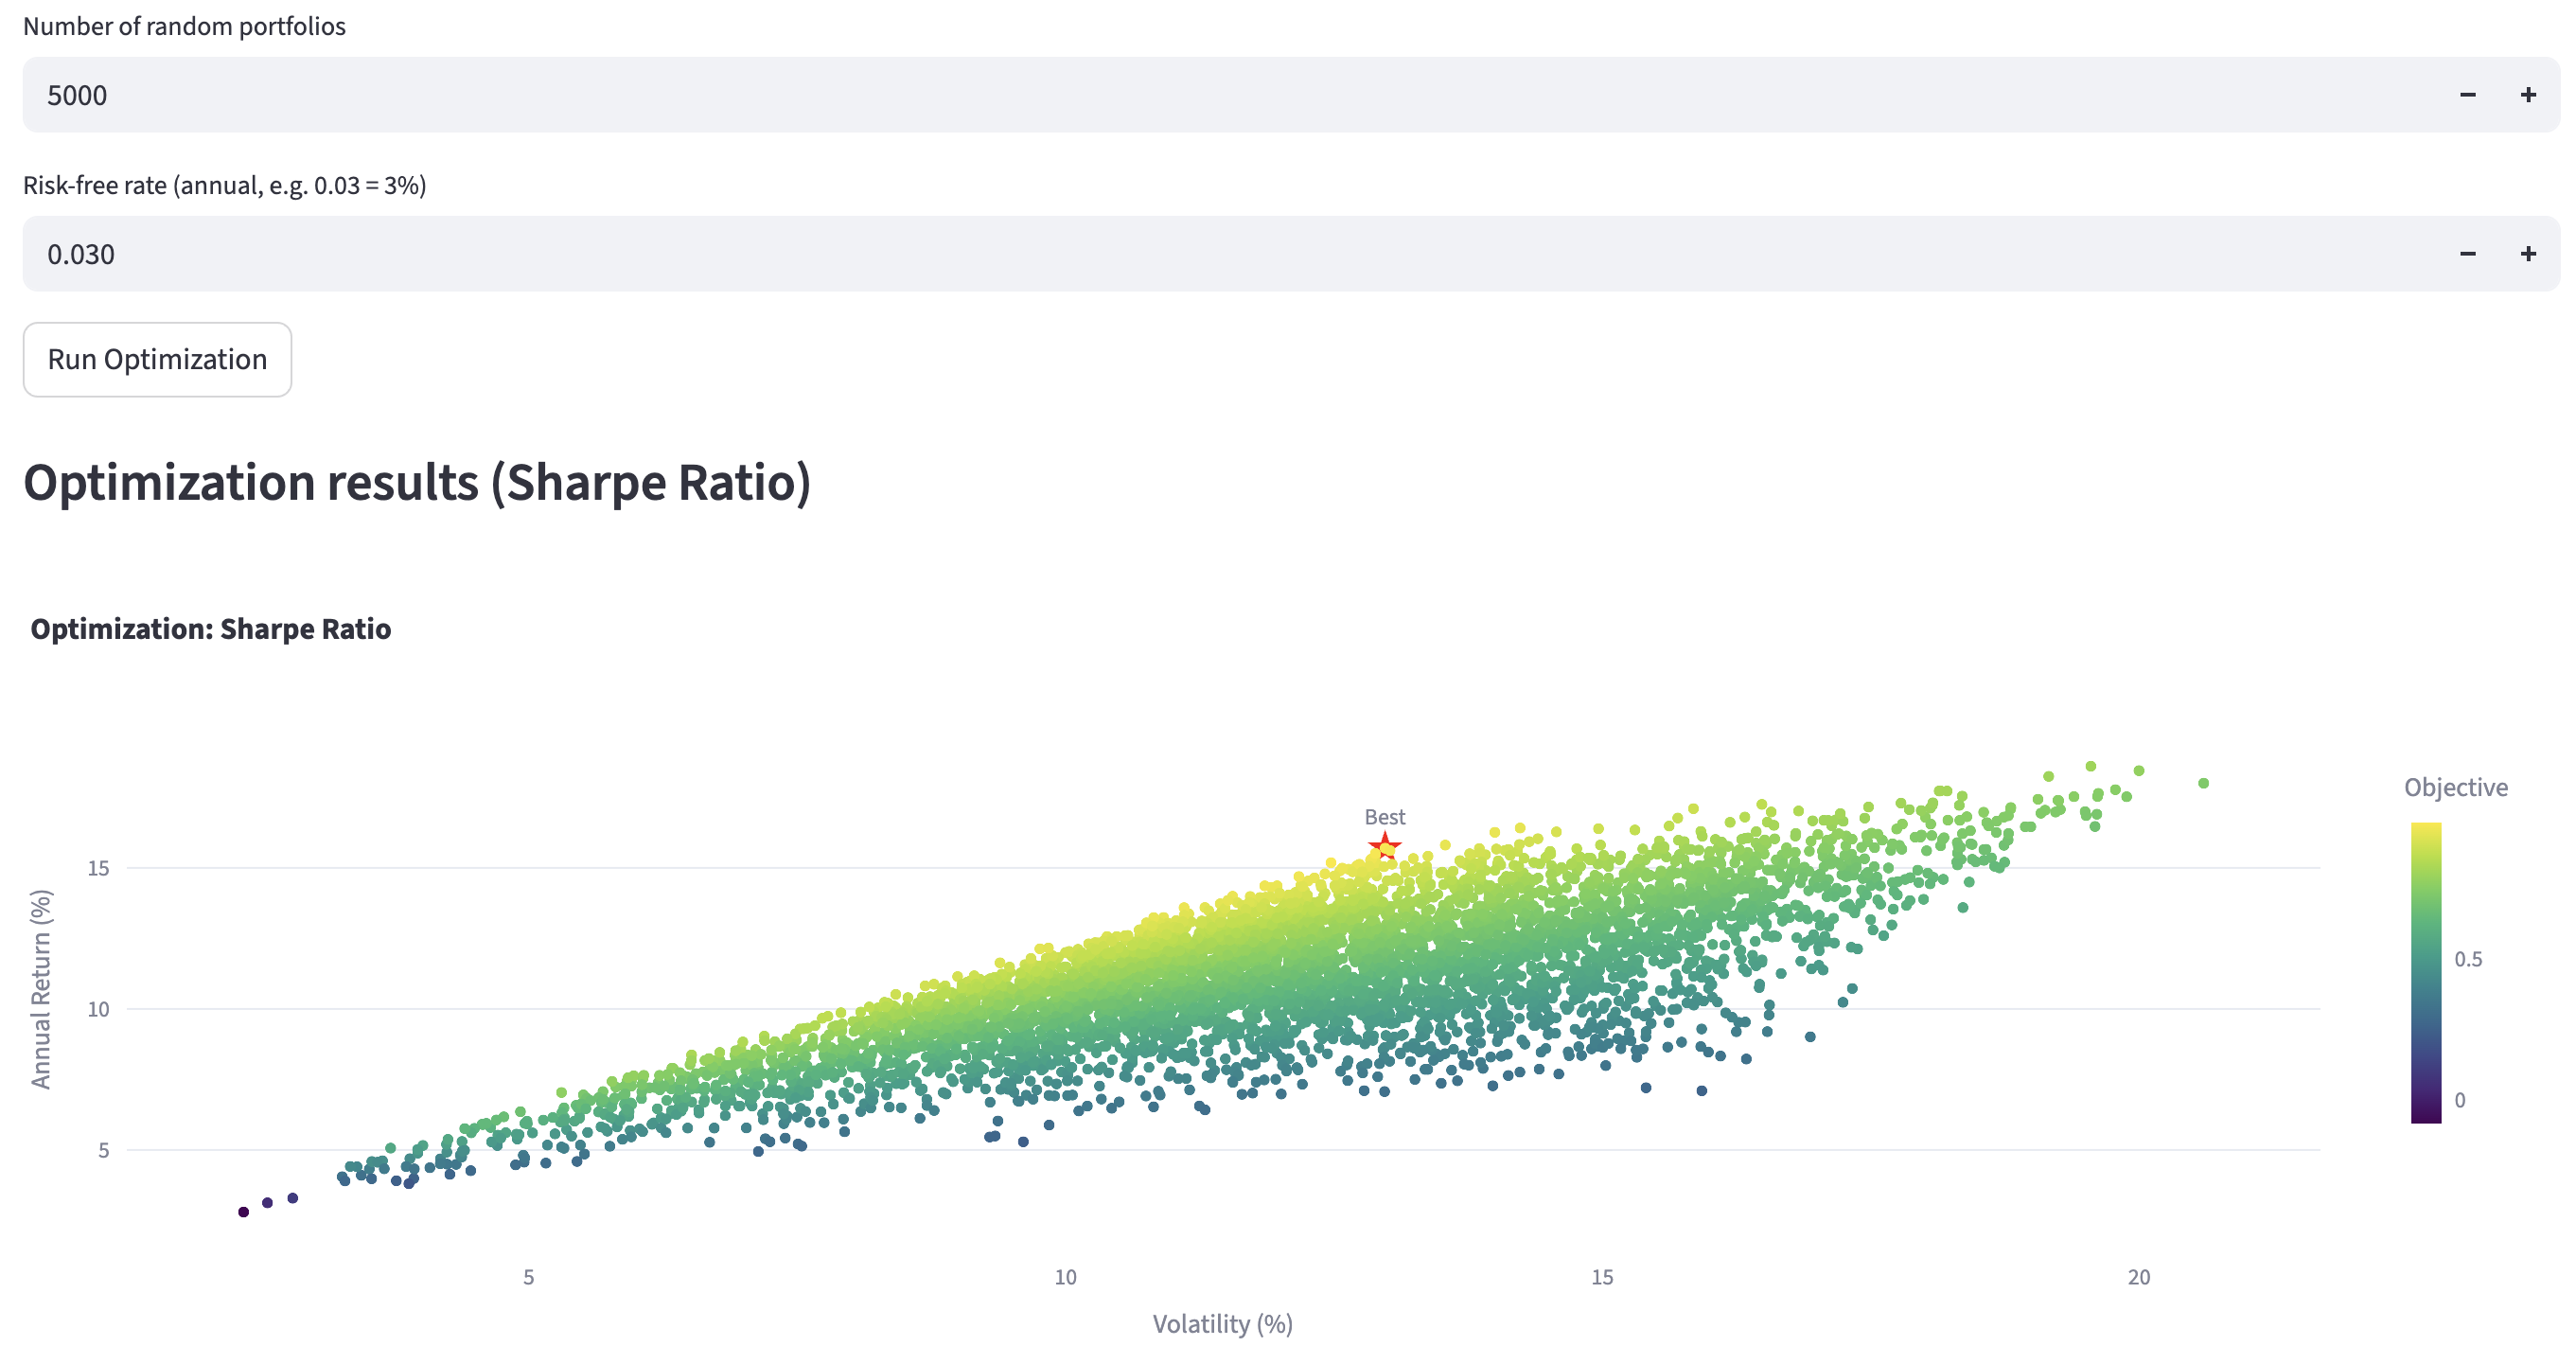 Number of random portfolios
5000
Risk-free rate (annual, e.g. 0.03 = 3%)
0.030
Run Optimization
Optimization results (Sharpe Ratio)
Optimization: Sharpe Ratio
Best
Objective
0.5
0
Annual Return (%)
15
10
5
5
10
15
20
Volatility (%)